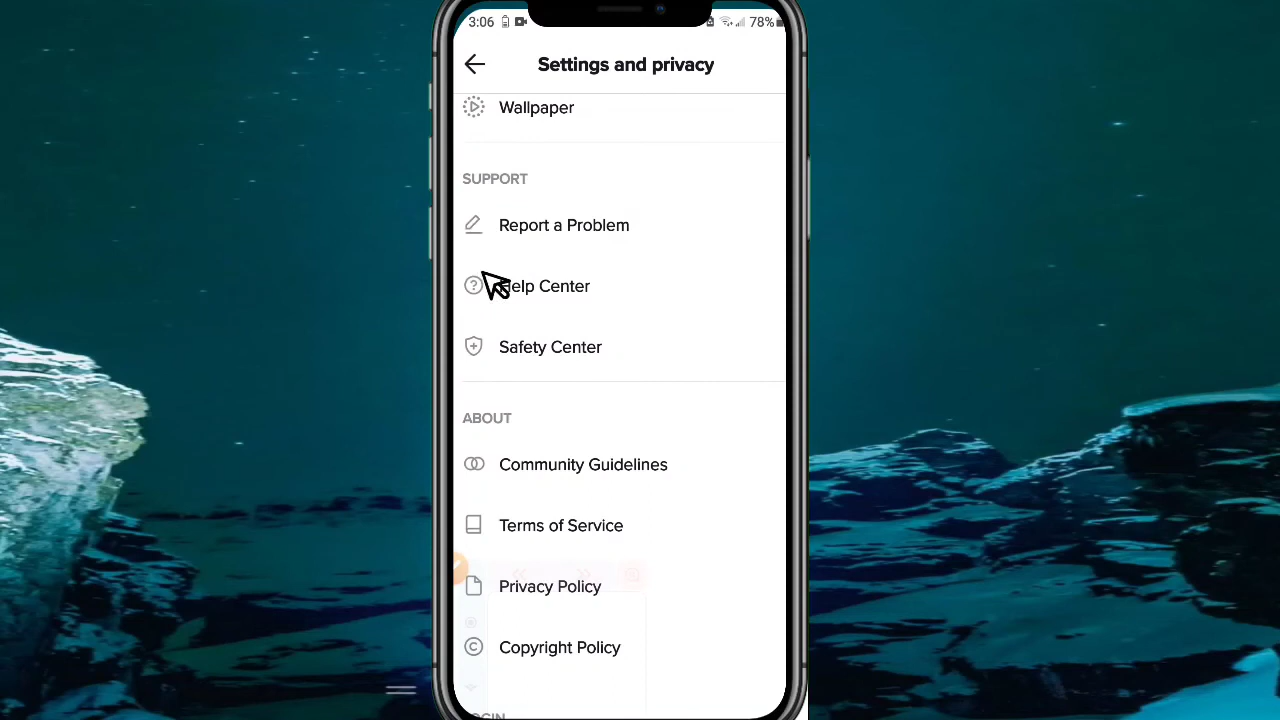 3:06
78%
Settings and privacy
Wallpaper
SUPPORT
Report a Problem
elp Center
Safety Center
ABOUT
Community Guidelines
Terms of Service
Privacy Policy
Copyright Policy